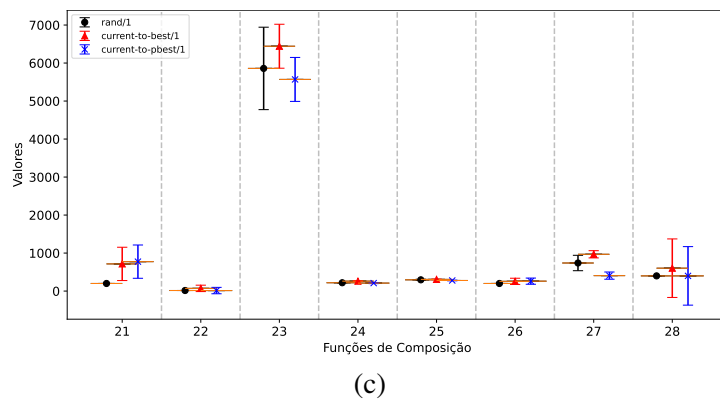 7000
6000
5000
4000
3000
2000
1000
0
Valores
rand/1
current-to-best/1
current-to-pbest/1
21 22 23 24 25 26 27 28
Funções de Composição
(c)